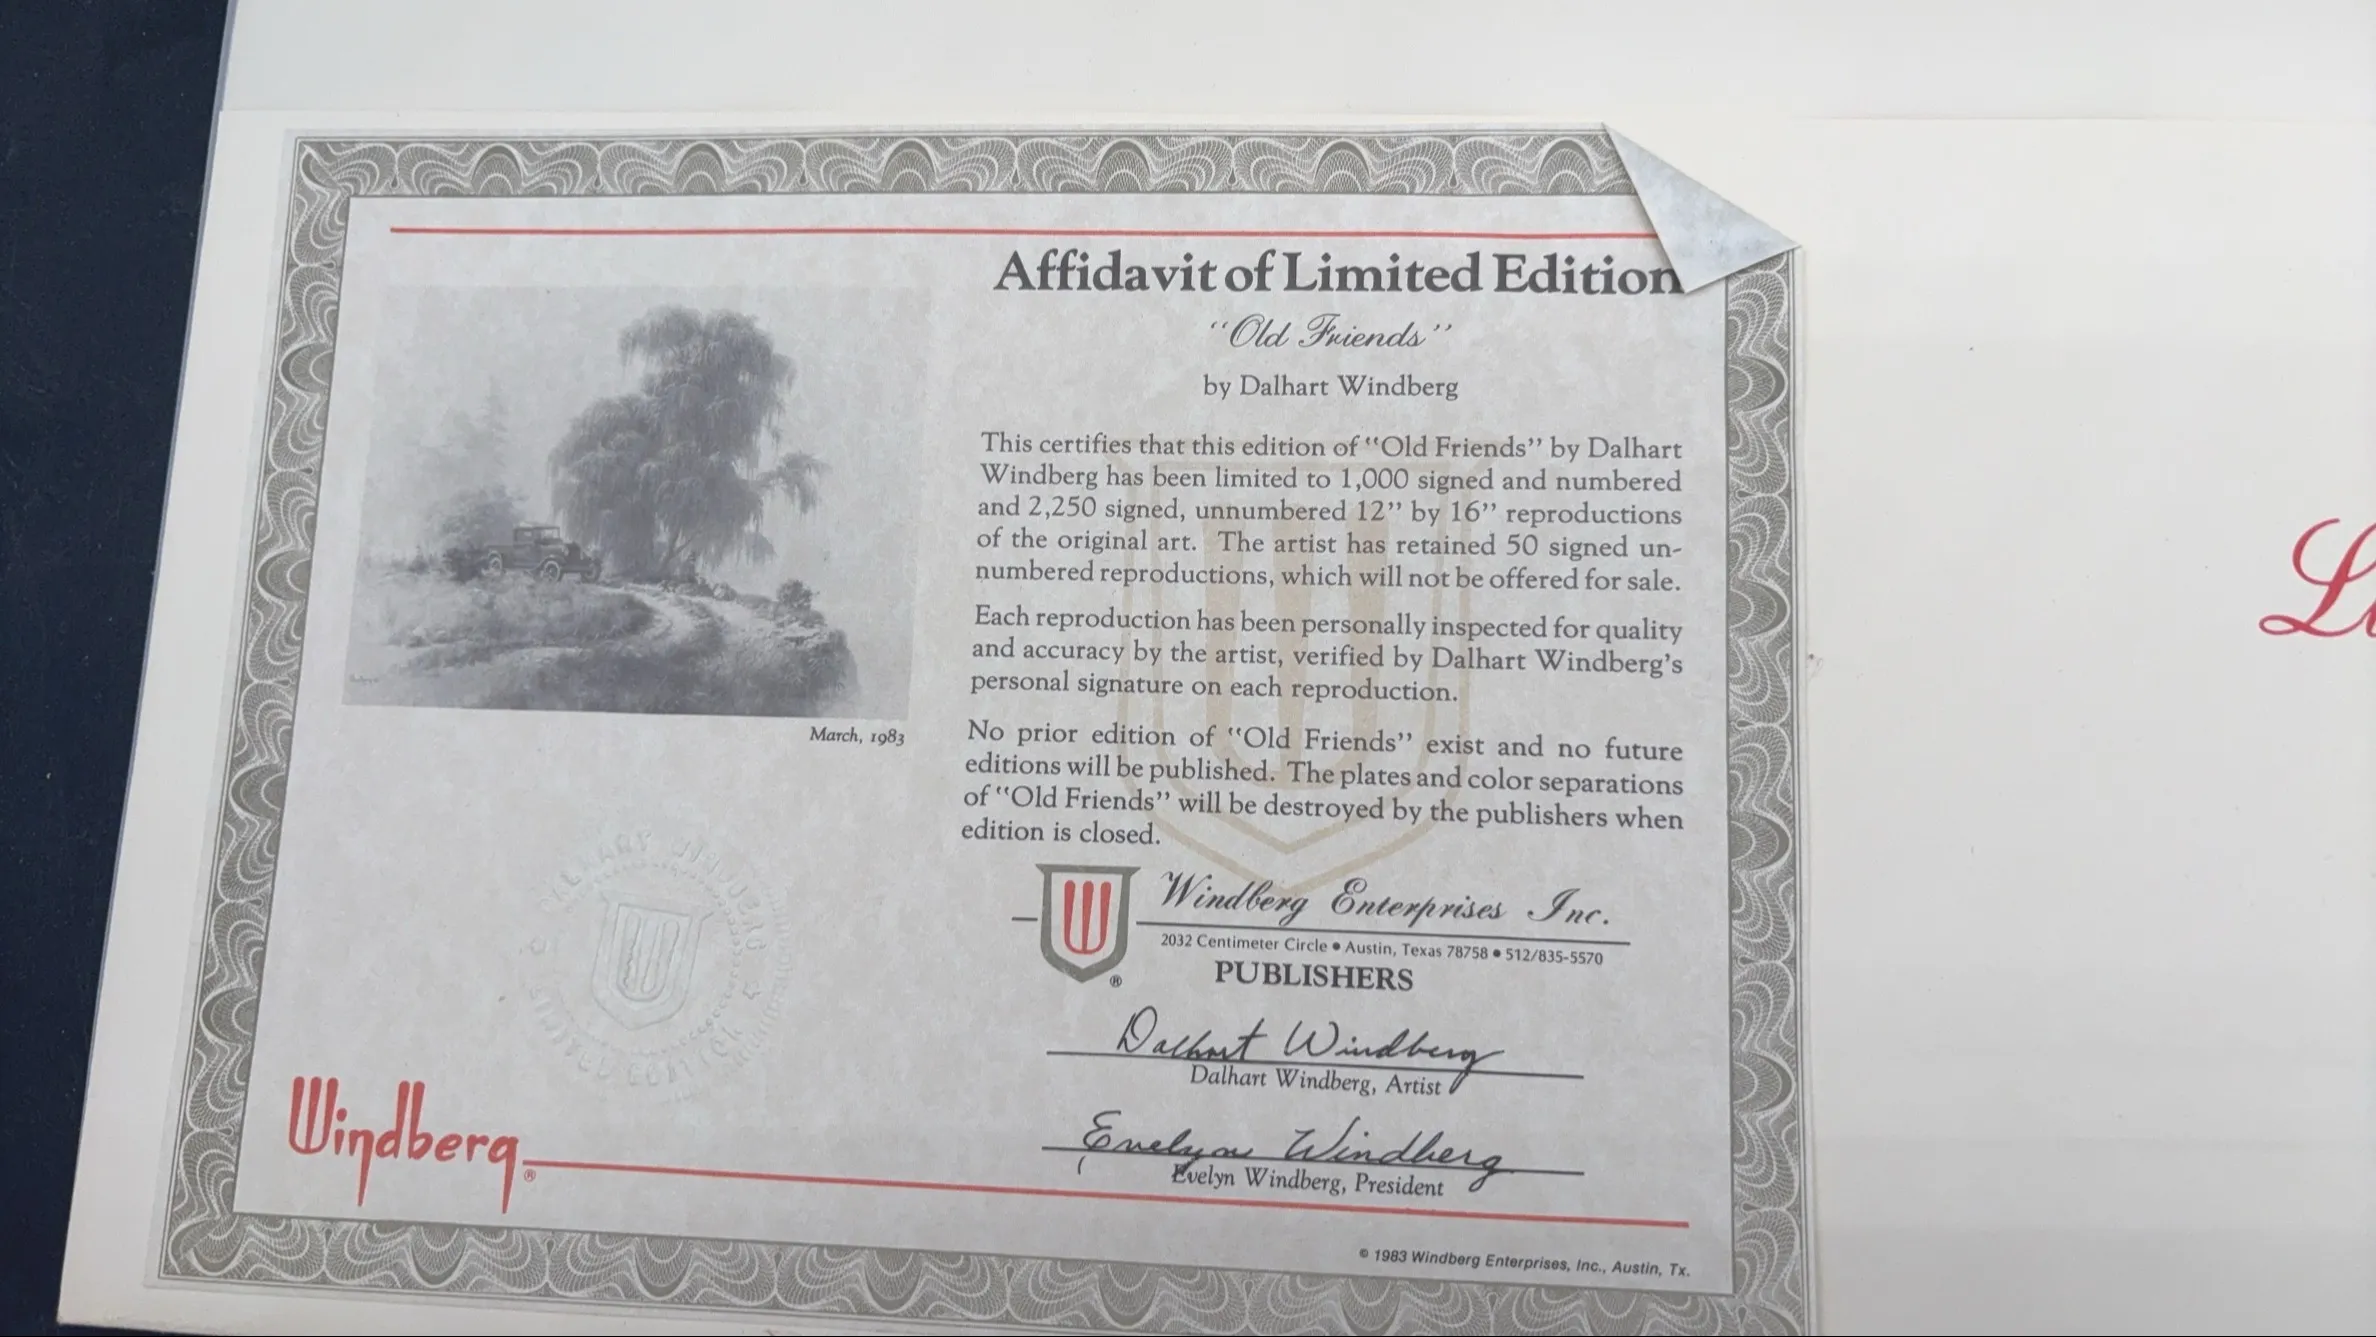 Affidavit of Limited Edition
“Old Friends”
by Dalhart Windberg
This certifies that this edition of “Old Friends” by Dalhart
Windberg has been limited to 1,000 signed and numbered
and 2,250 signed, unnumbered 12” by 16” reproductions
of the original art. The artist has retained 50 signed un-
numbered reproductions, which will not be offered for sale.
Each reproduction has been personally inspected for quality
and accuracy by the artist, verified by Dalhart Windberg’s
personal signature on each reproduction.
No prior edition of “Old Friends” exist and no future
editions will be published. The plates and color separations
of “Old Friends” will be destroyed by the publishers when
edition is closed.
March, 1983
DALHART WINDBERG
LIMITED EDITION
Windberg Enterprises Inc.
2032 Centimeter Circle • Austin, Texas 78758 • 512/835-5570
PUBLISHERS
®
Dalhart Windberg
Dalhart Windberg, Artist
Evelyn Windberg
Evelyn Windberg, President
Windberg®
© 1983 Windberg Enterprises, Inc., Austin, Tx.